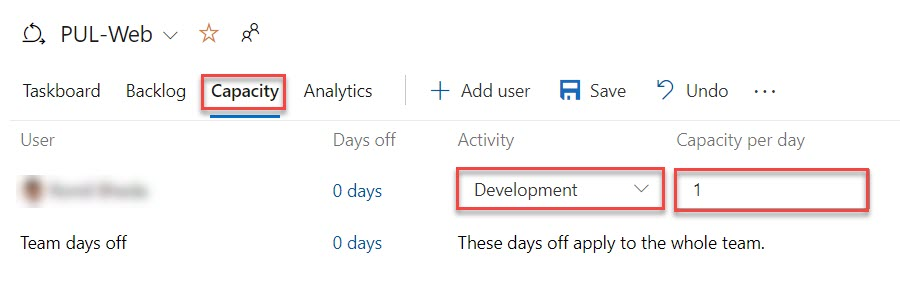 PUL-Web
Taskboard Backlog Capacity Analytics Add user Save Undo ...
User Days off Activity Capacity per day
0 days Development 1
Team days off 0 days These days off apply to the whole team.